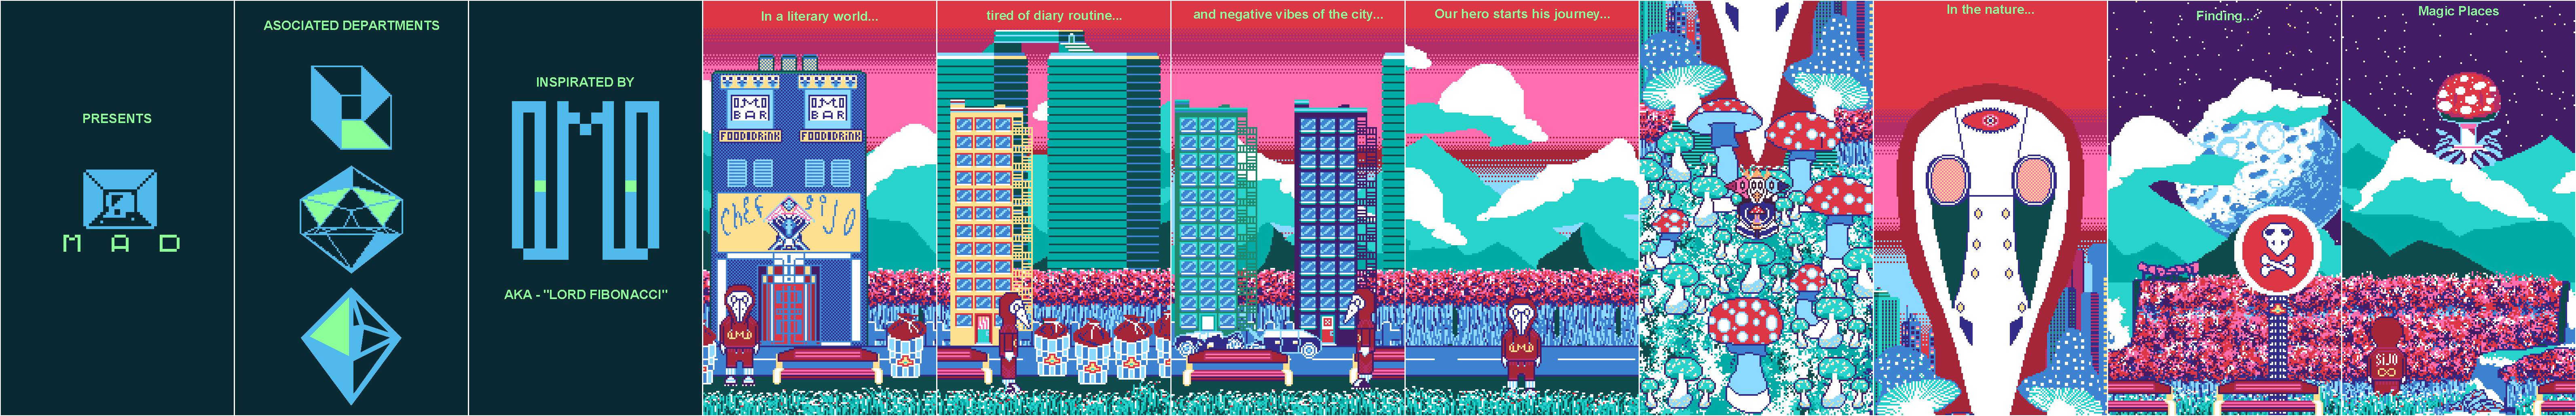 PRESENTS
M A D
ASOCIATED DEPARTMENTS
INSPIRATED BY
AKA - "LORD FIBONACCI"
In a literary world...
BAR
BAR
FOOD|DRINK
FOOD|DRINK
Chef Sijo
tired of diary routine...
and negative vibes of the city...
Our hero starts his journey...
In the nature...
Finding...
Magic Places
SiJO